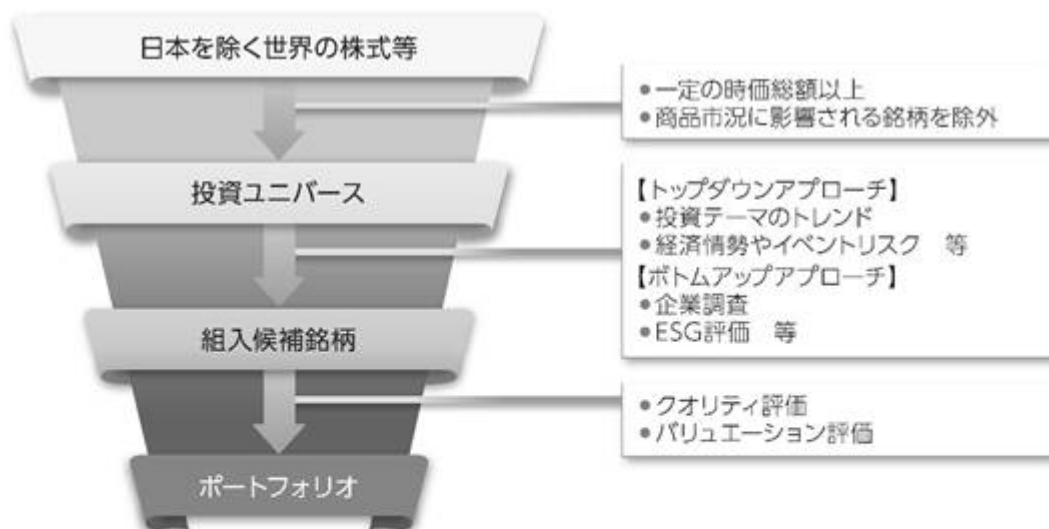 日本を除く世界の株式等
●一定の時価総額以上
●商品市況に影響される銘柄を除外
投資ユニバース
【トップダウンアプローチ】
●投資テーマのトレンド
●経済情勢やイベントリスク　等
【ボトムアップアプローチ】
●企業調査
●ESG評価　等
組入候補銘柄
●クオリティ評価
●バリュエーション評価
ポートフォリオ